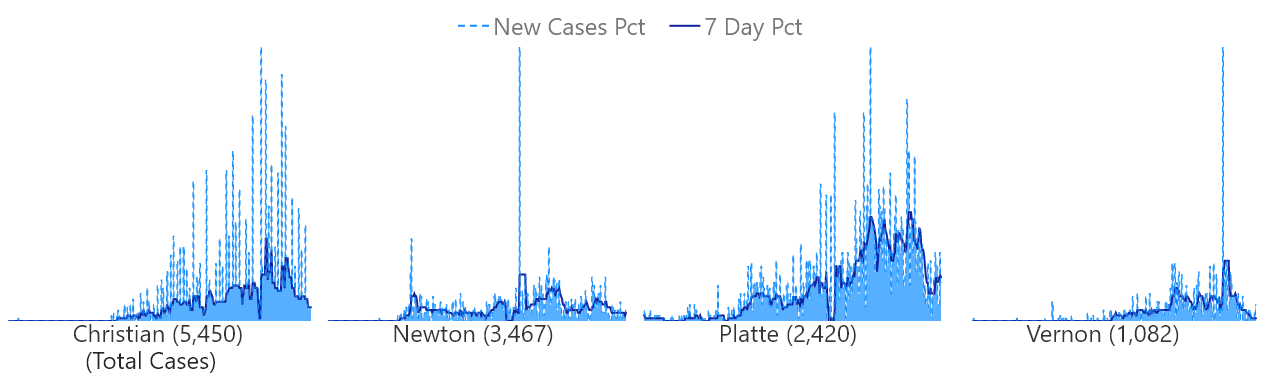 New Cases Pct 7 Day Pct
Christian (5,450) Newton (3,467) Platte (2,420) Vernon (1,082)
(Total Cases)